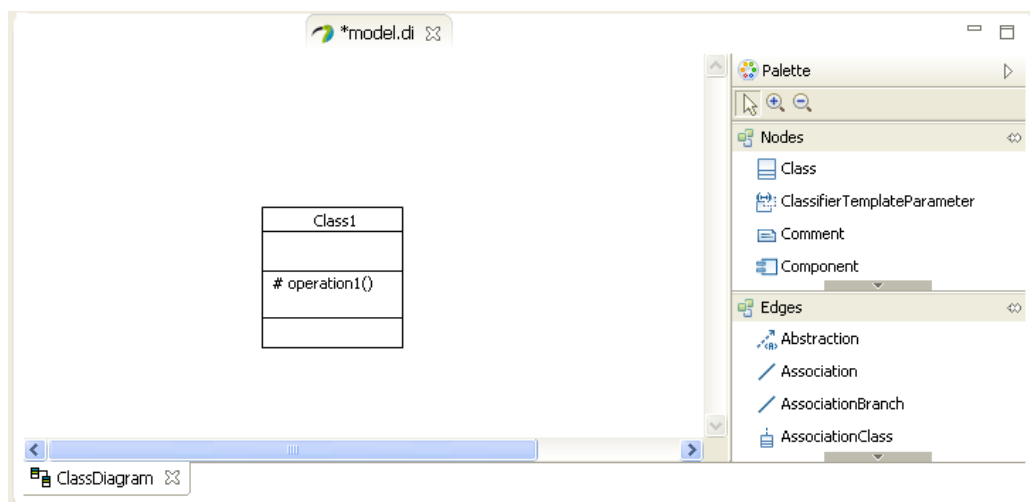 *model.di
Palette
Nodes
Class
ClassifierTemplateParameter
Comment
Component
Edges
Abstraction
Association
AssociationBranch
AssociationClass
Class1
# operation1()
ClassDiagram